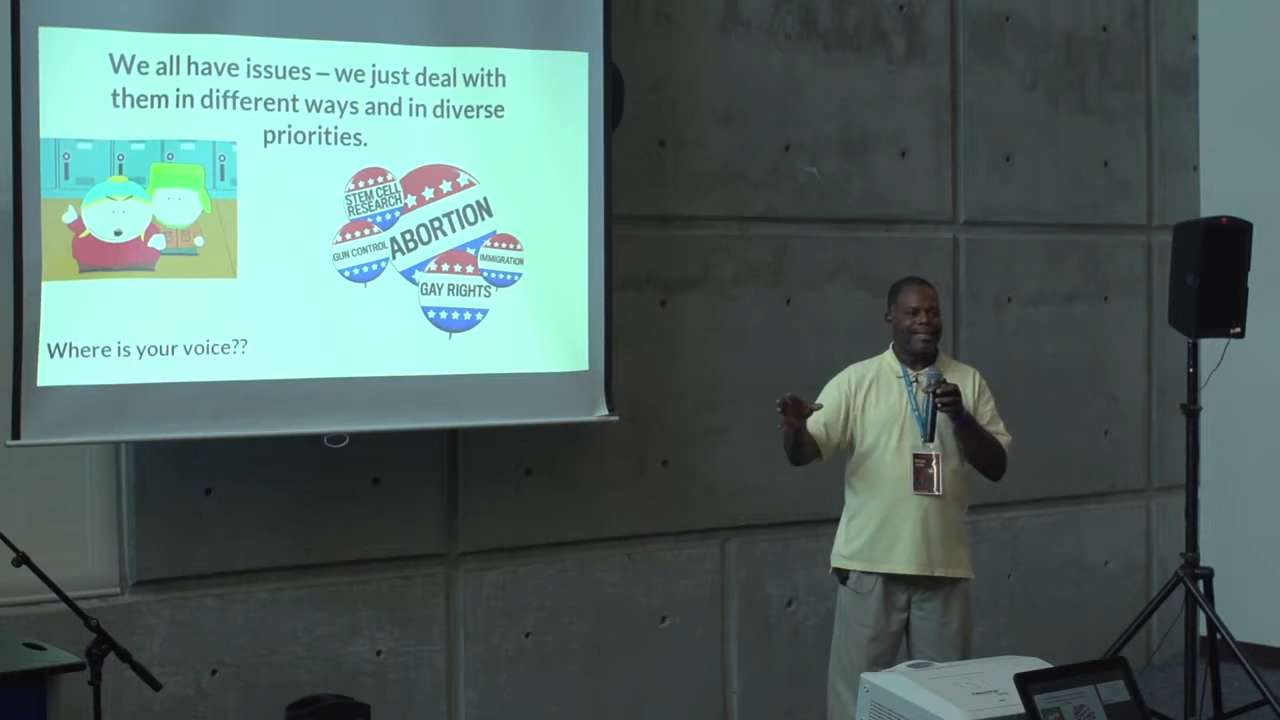 We all have issues – we just deal with
them in different ways and in diverse
priorities.
STEM CELL
RESEARCH
ABORTION
GUN CONTROL
IMMIGRATION
GAY RIGHTS
Where is your voice??